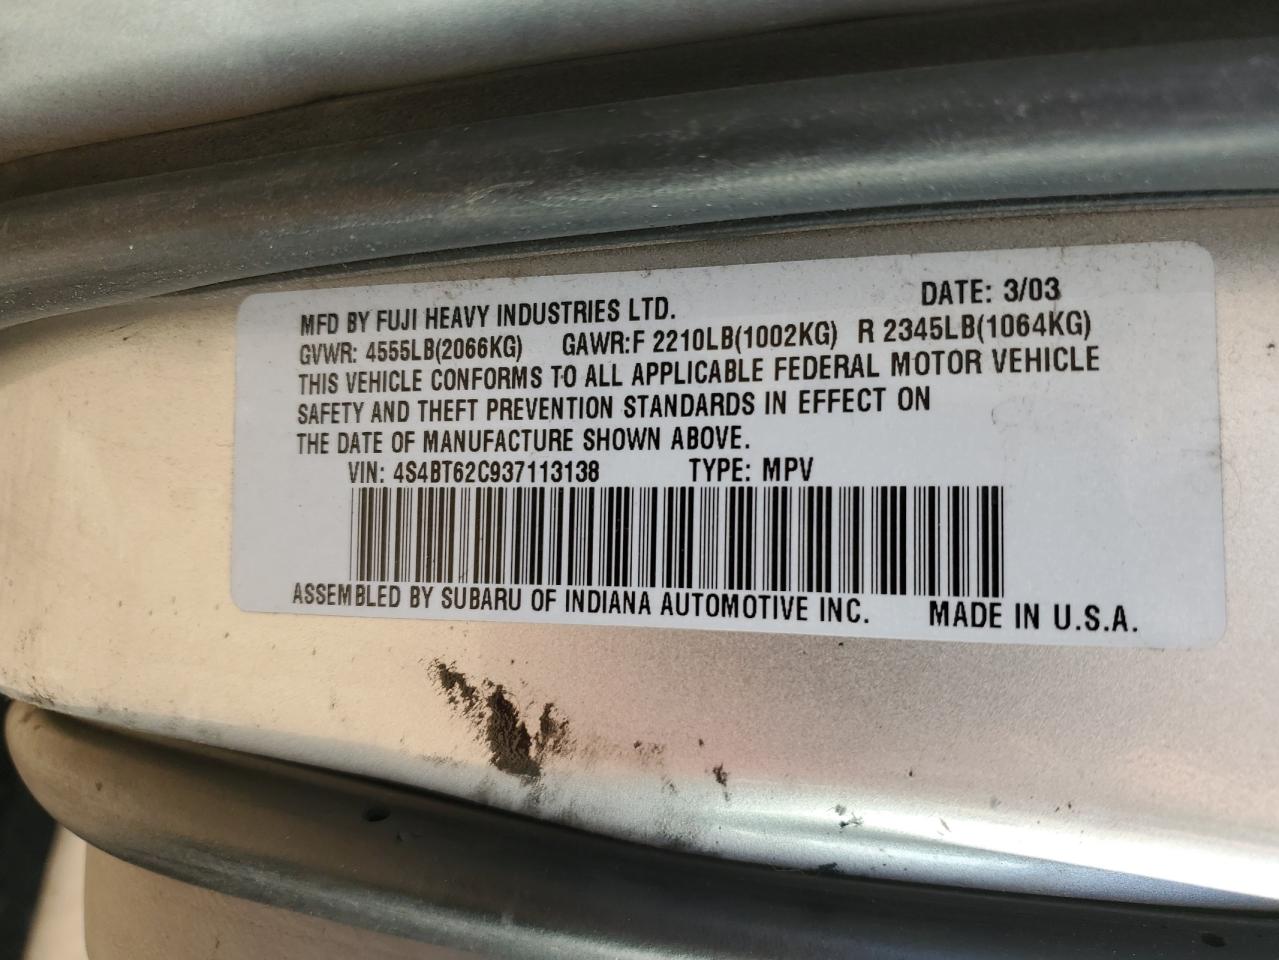 MFD BY FUJI HEAVY INDUSTRIES LTD. DATE: 3/03
GVWR: 4555LB(2066KG) GAWR:F 2210LB(1002KG) R 2345LB(1064KG)
THIS VEHICLE CONFORMS TO ALL APPLICABLE FEDERAL MOTOR VEHICLE
SAFETY AND THEFT PREVENTION STANDARDS IN EFFECT ON
THE DATE OF MANUFACTURE SHOWN ABOVE.
VIN: 4S4BT62C937113138 TYPE: MPV
ASSEMBLED BY SUBARU OF INDIANA AUTOMOTIVE INC. MADE IN U.S.A.